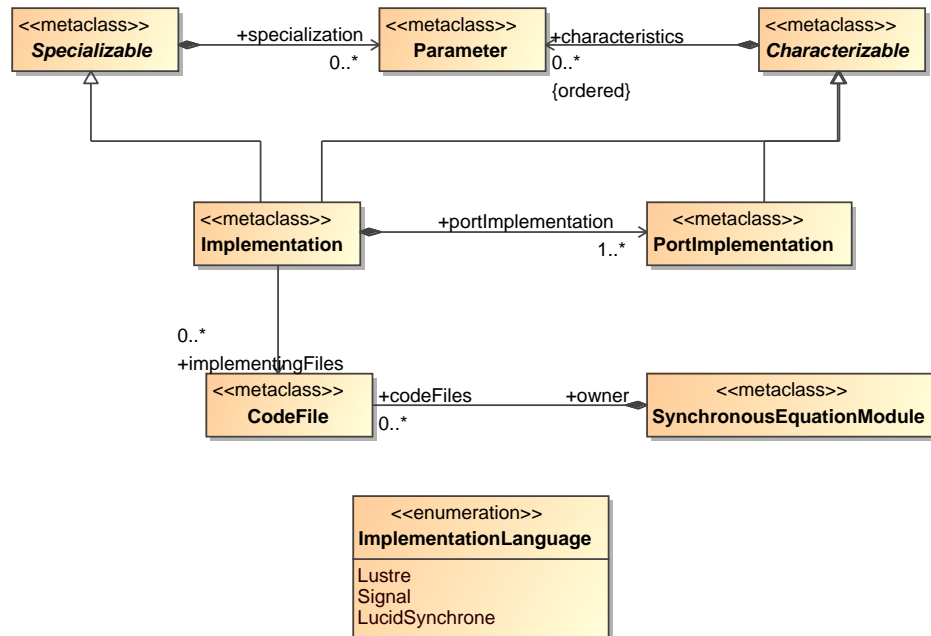 <<metaclass>>
Specializable
+specialization
0..*
<<metaclass>>
Parameter
+characteristics
0..*
{ordered}
<<metaclass>>
Characterizable
<<metaclass>>
Implementation
+portImplementation
1..*
<<metaclass>>
PortImplementation
0..*
+implementingFiles
<<metaclass>>
CodeFile
+codeFiles
0..*
+owner
<<metaclass>>
SynchronousEquationModule
<<enumeration>>
ImplementationLanguage
Lustre
Signal
LucidSynchrone